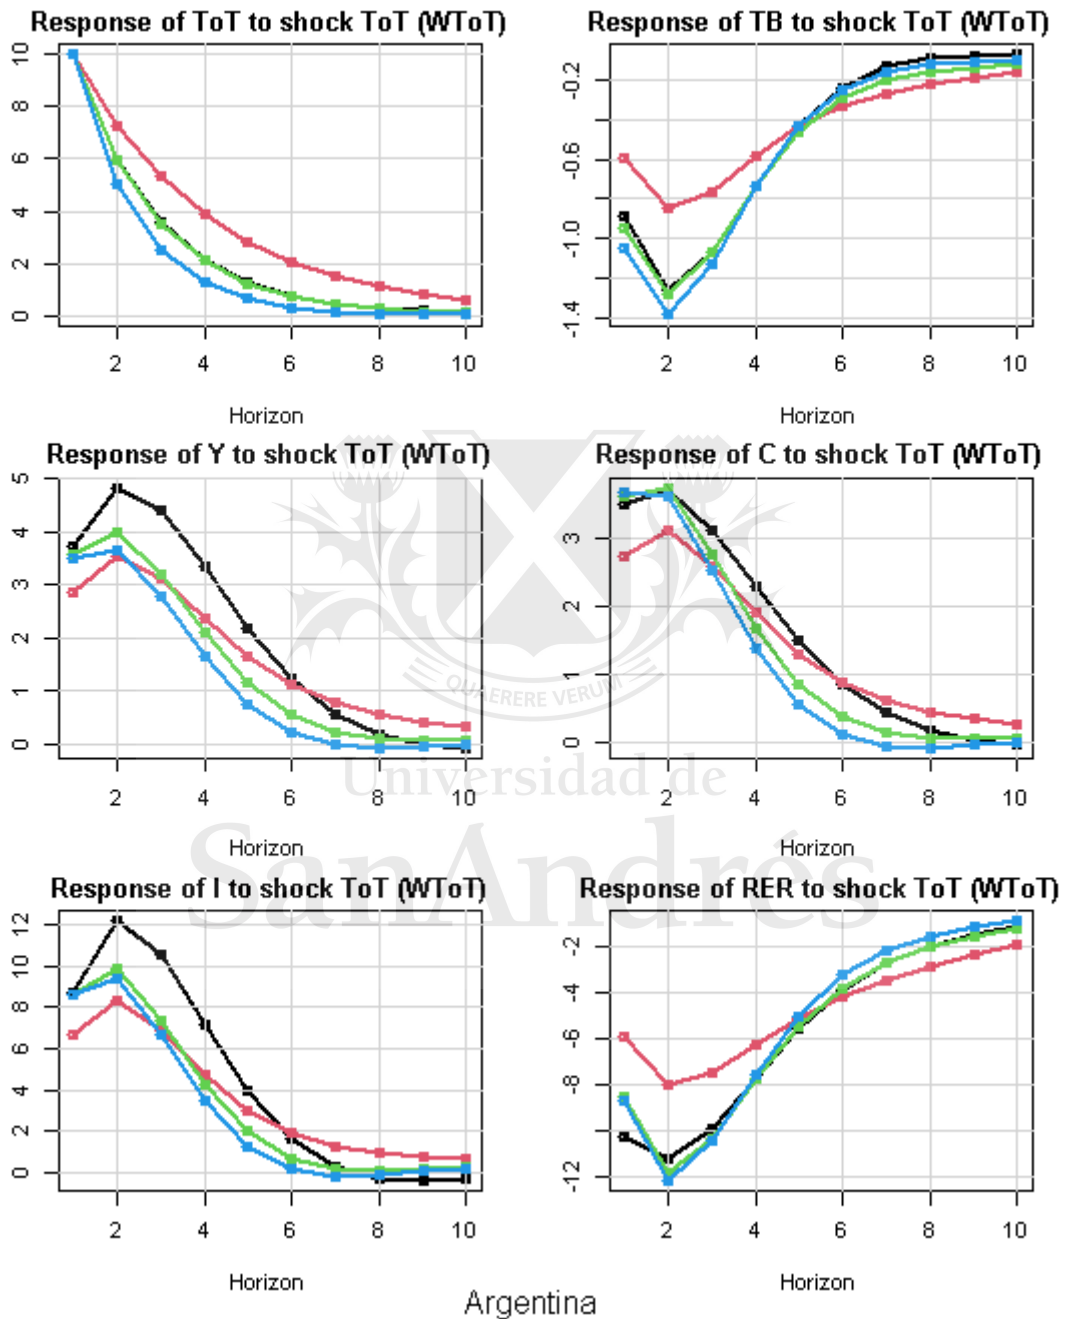 Response of ToT to shock ToT (WToT)
0 2 4 6 8 10
2 4 6 8 10
Horizon
Response of TB to shock ToT (WToT)
-1.4 -1.0 -0.6 -0.2
2 4 6 8 10
Horizon
Response of Y to shock ToT (WToT)
0 1 2 3 4 5
2 4 6 8 10
Horizon
Response of C to shock ToT (WToT)
0 1 2 3
2 4 6 8 10
Horizon
QUAERERE VERUM
Universidad de
SanAndrés
Response of I to shock ToT (WToT)
0 2 4 6 8 10 12
2 4 6 8 10
Horizon
Response of RER to shock ToT (WToT)
-12 -8 -6 -4 -2
2 4 6 8 10
Horizon
Argentina